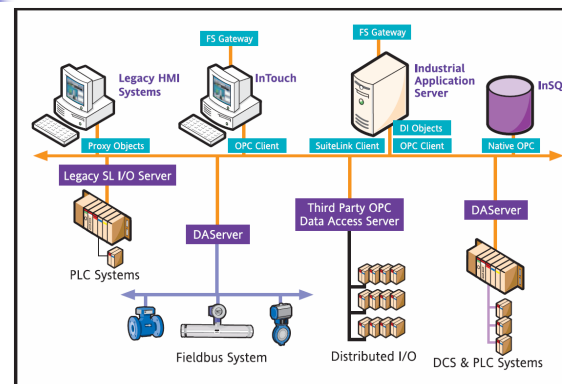 FS Gateway
FS Gateway
Legacy HMI
Systems
InTouch
Industrial
Application
Server
InSQ
DI Objects
Proxy Objects
OPC Client
SuiteLink Client
OPC Client
Native OPC
Legacy SL I/O Server
Third Party OPC
Data Access Server
DAServer
DAServer
PLC Systems
Fieldbus System
Distributed I/O
DCS & PLC Systems